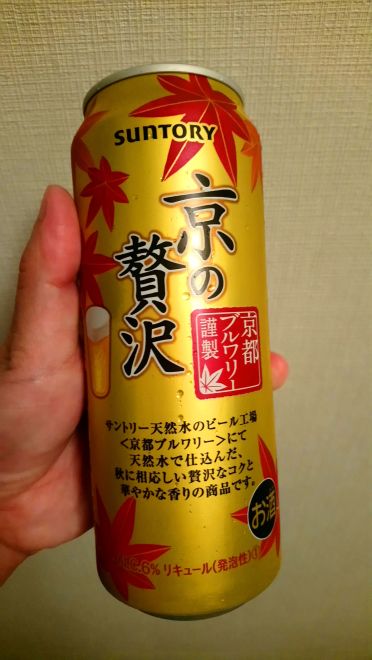 SUNTORY
京の
贅沢
京都
ブルワリー
謹製
サントリー天然水のビール工場
<京都ブルワリー>にて
天然水で仕込んだ、
秋に相応しい贅沢なコクと
華やかな香りの商品です。
お酒
6%リキュール(発泡性)①